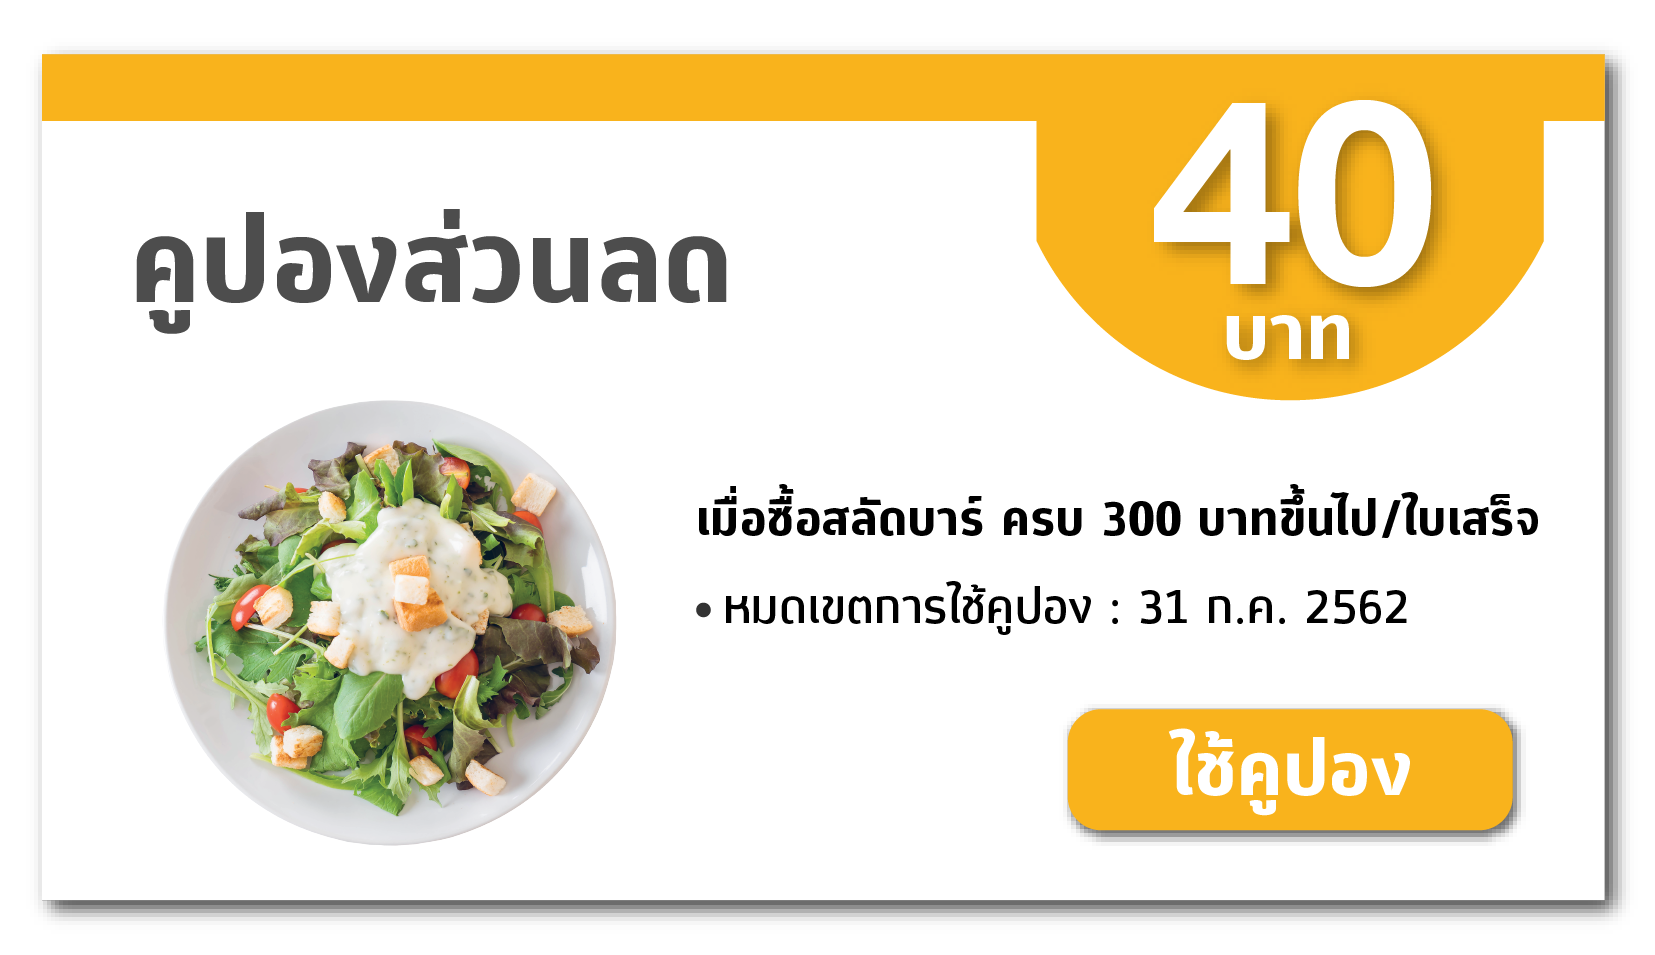 40
บาท
คูปองส่วนลด
เมื่อซื้อสลัดบาร์ ครบ 300 บาทขึ้นไป/ใบเสร็จ
• หมดเขตการใช้คูปอง : 31 ก.ค. 2562
ใช้คูปอง